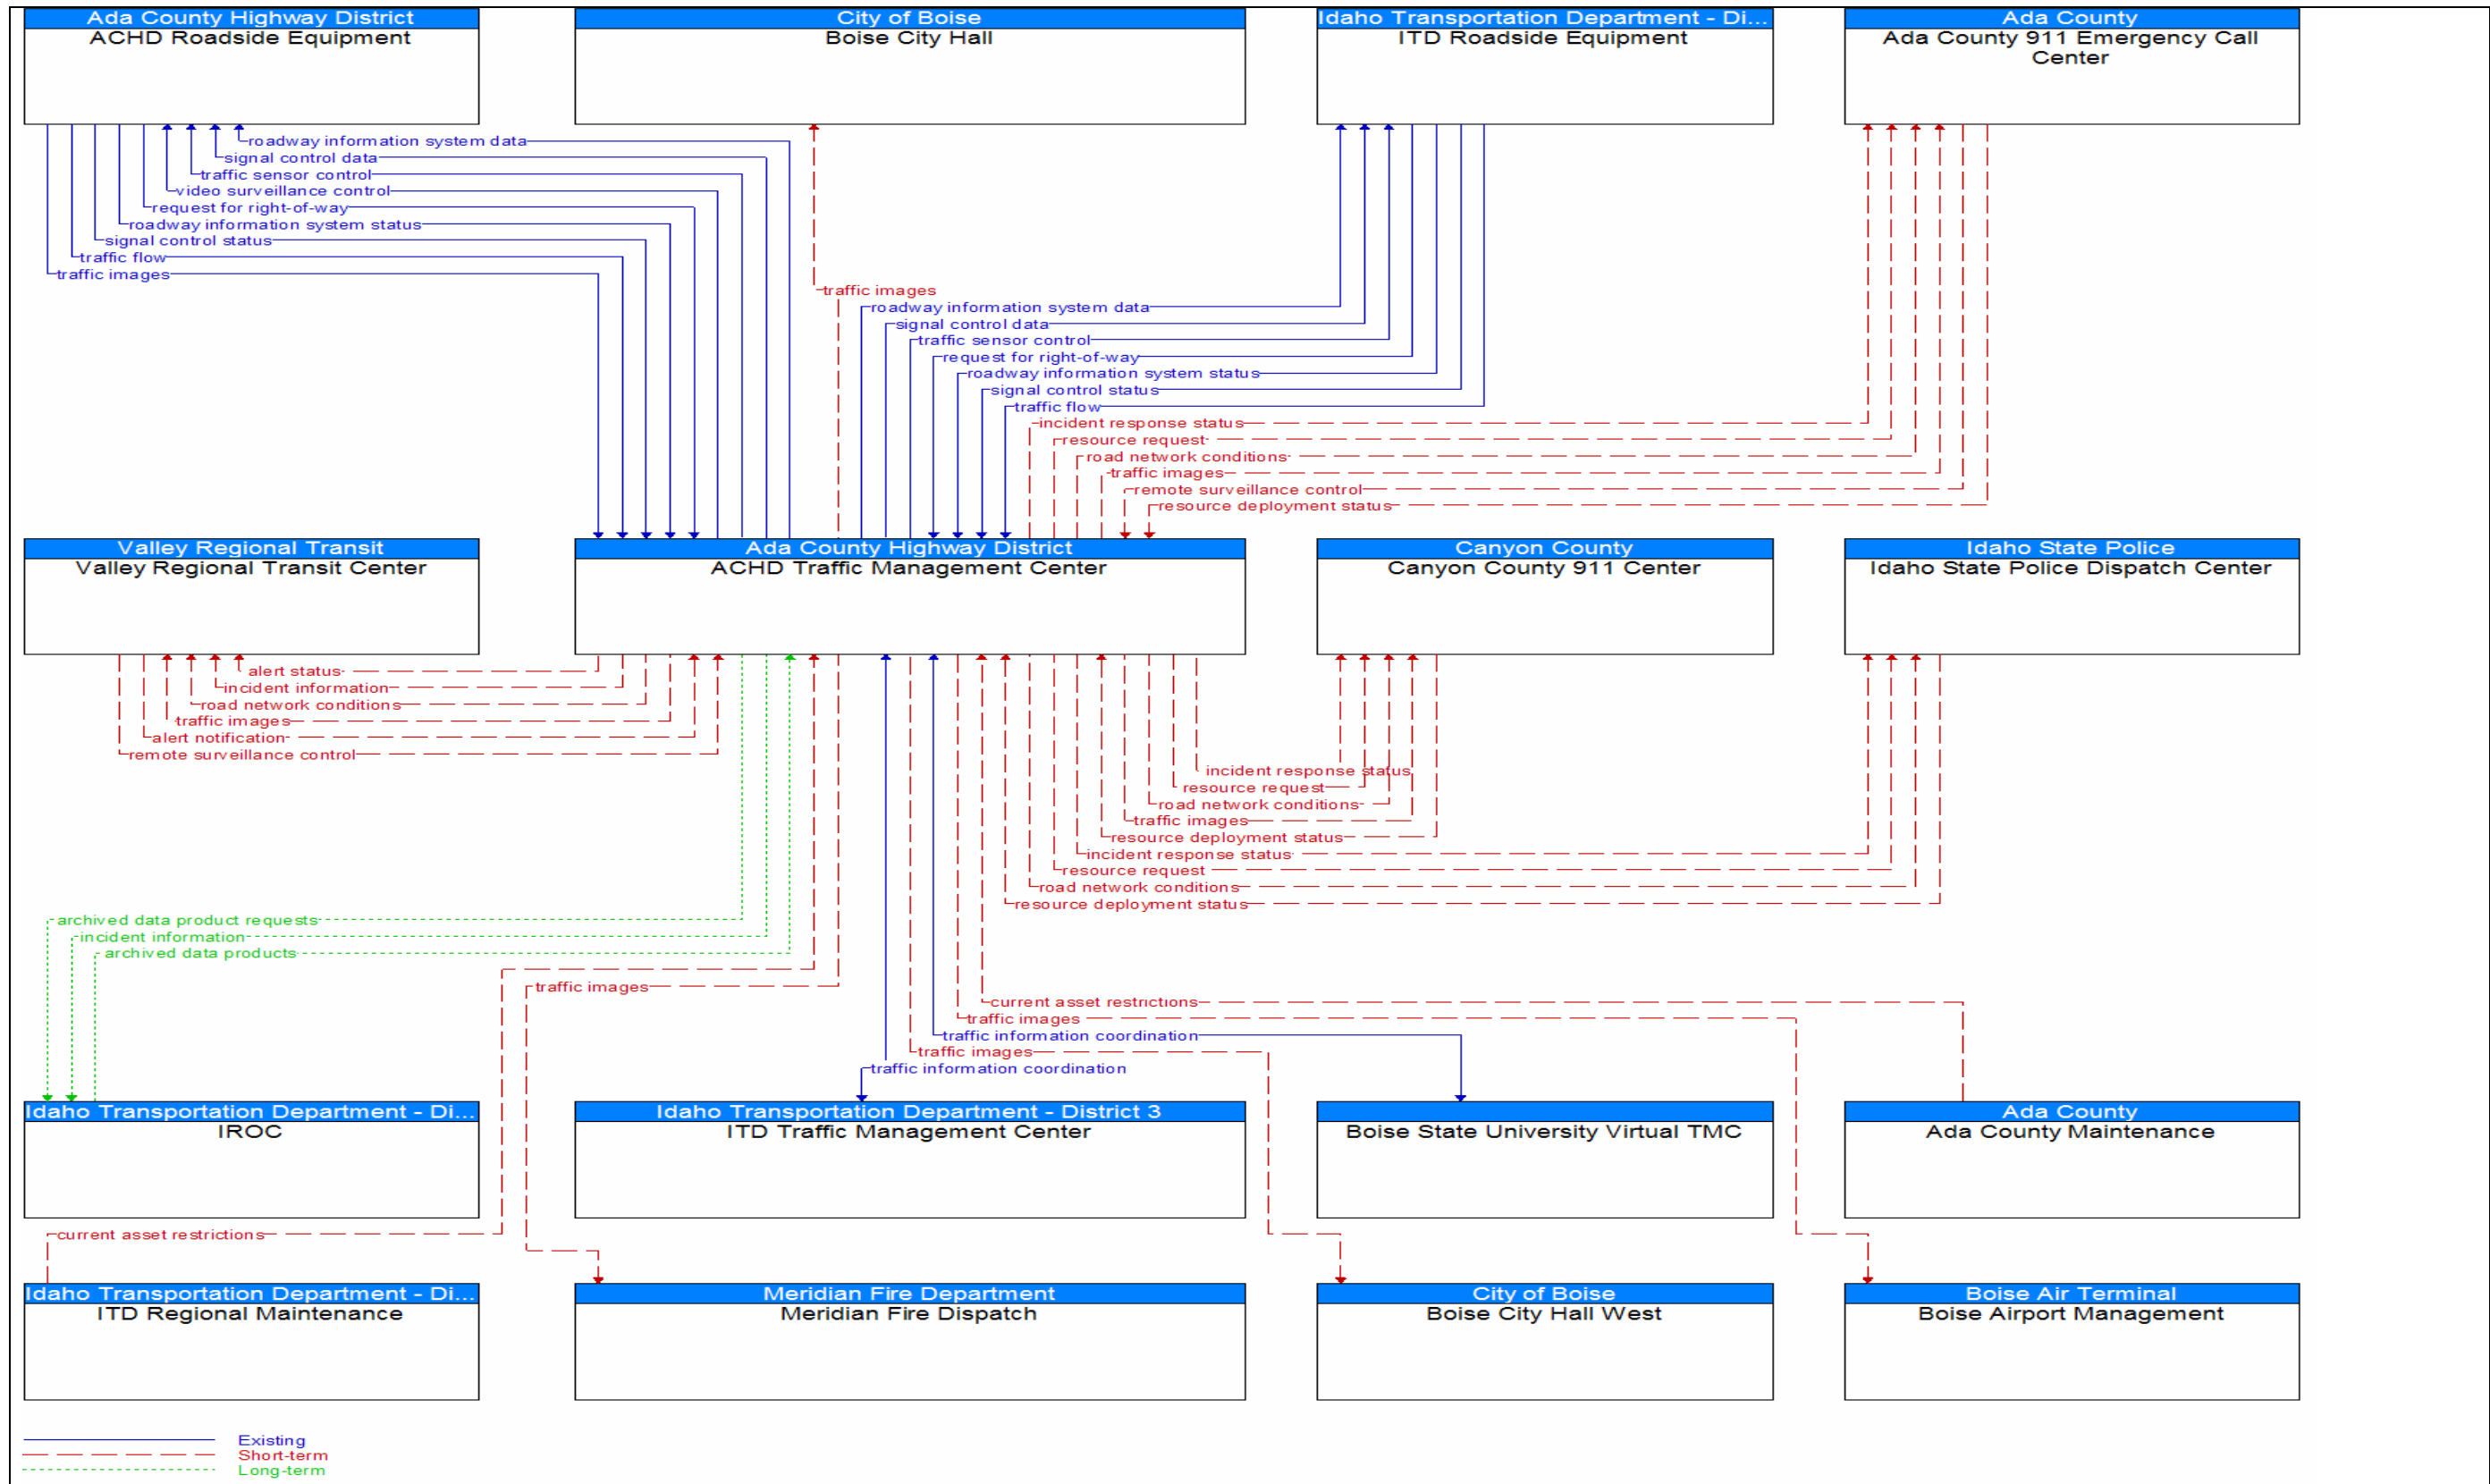 Ada County Highway District
ACHD Roadside Equipment
City of Boise
Boise City Hall
Idaho Transportation Department - Di...
ITD Roadside Equipment
Ada County
Ada County 911 Emergency Call
Center
roadway information system data
signal control data
traffic sensor control
video surveillance control
request for right-of-way
roadway information system status
signal control status
traffic flow
traffic images
traffic images
roadway information system data
signal control data
traffic sensor control
request for right-of-way
roadway information system status
signal control status
traffic flow
incident response status
resource request
road network conditions
traffic images
remote surveillance control
resource deployment status
Valley Regional Transit
Valley Regional Transit Center
Ada County Highway District
ACHD Traffic Management Center
Canyon County
Canyon County 911 Center
Idaho State Police
Idaho State Police Dispatch Center
alert status
incident information
road network conditions
traffic images
alert notification
remote surveillance control
incident response status
resource request
road network conditions
traffic images
resource deployment status
incident response status
resource request
road network conditions
resource deployment status
archived data product requests
incident information
archived data products
traffic images
current asset restrictions
traffic images
traffic information coordination
traffic images
traffic information coordination
Idaho Transportation Department - Di...
IROC
Idaho Transportation Department - District 3
ITD Traffic Management Center
Boise State University Virtual TMC
Ada County
Ada County Maintenance
current asset restrictions
Idaho Transportation Department - Di...
ITD Regional Maintenance
Meridian Fire Department
Meridian Fire Dispatch
City of Boise
Boise City Hall West
Boise Air Terminal
Boise Airport Management
Existing
Short-term
Long-term